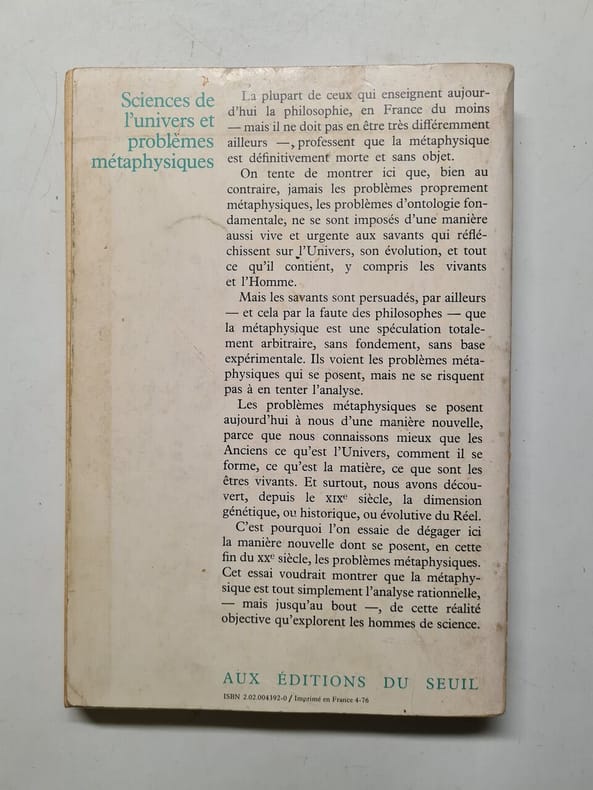 Sciences de
l'univers et
problèmes
métaphysiques
La plupart de ceux qui enseignent aujour-
d'hui la philosophie, en France du moins
— mais il ne doit pas en être très différemment
ailleurs —, professent que la métaphysique
est définitivement morte et sans objet.
On tente de montrer ici que, bien au
contraire, jamais les problèmes proprement
métaphysiques, les problèmes d'ontologie fon-
damentale, ne se sont imposés d'une manière
aussi vive et urgente aux savants qui réflé-
chissent sur l'Univers, son évolution, et tout
ce qu'il contient, y compris les vivants
et l'Homme.
Mais les savants sont persuadés, par ailleurs
— et cela par la faute des philosophes — que
la métaphysique est une spéculation totale-
ment arbitraire, sans fondement, sans base
expérimentale. Ils voient les problèmes méta-
physiques qui se posent, mais ne se risquent
pas à en tenter l'analyse.
Les problèmes métaphysiques se posent
aujourd'hui à nous d'une manière nouvelle,
parce que nous connaissons mieux que les
Anciens ce qu'est l'Univers, comment il se
forme, ce qu'est la matière, ce que sont les
êtres vivants. Et surtout, nous avons décou-
vert, depuis le XIXe siècle, la dimension
génétique, ou historique, ou évolutive du Réel.
C'est pourquoi l'on essaie de dégager ici
la manière nouvelle dont se posent, en cette
fin du XXe siècle, les problèmes métaphysiques.
Cet essai voudrait montrer que la métaphy-
sique est tout simplement l'analyse rationnelle,
— mais jusqu'au bout —, de cette réalité
objective qu'explorent les hommes de science.
AUX ÉDITIONS DU SEUIL
ISBN 2.02.004392-0 / Imprimé en France 4-76